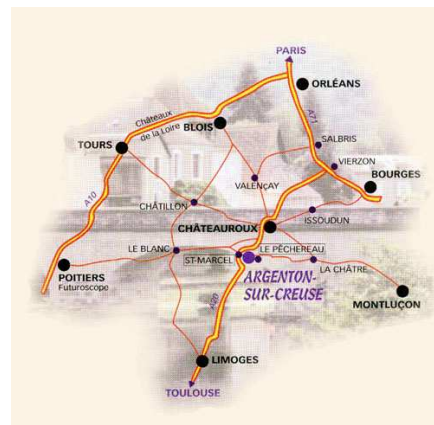 PARIS
ORLÉANS
Châteaux
de la Loire
BLOIS
A71
SALBRIS
TOURS
VIERZON
BOURGES
VALENÇAY
A10
CHÂTILLON
ISSOUDUN
CHÂTEAUROUX
LE BLANC
ST-MARCEL
LE PÊCHEREAU
LA CHÂTRE
POITIERS
Futuroscope
ARGENTON-
SUR-CREUSE
MONTLUÇON
A20
LIMOGES
TOULOUSE